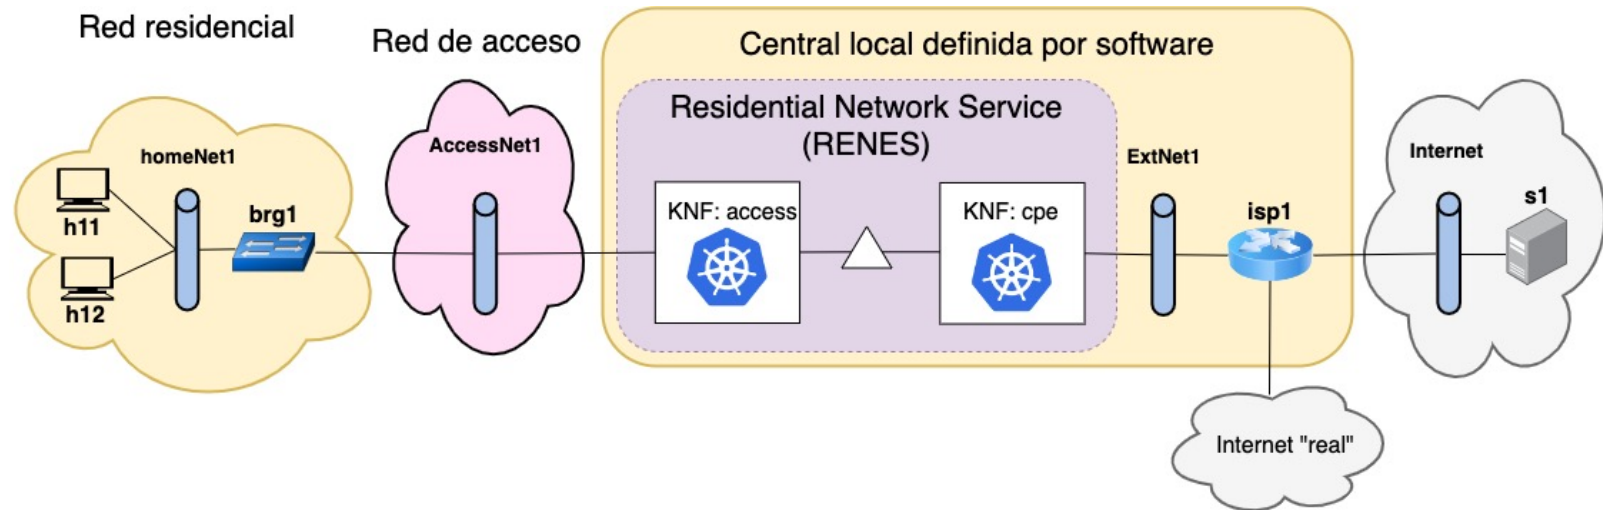 Red residencial
Red de acceso
Central local definida por software
Residential Network Service
(RENES)
homeNet1
AccessNet1
ExtNet1
Internet
h11
h12
brg1
KNF: access
KNF: cpe
isp1
s1
Internet "real"